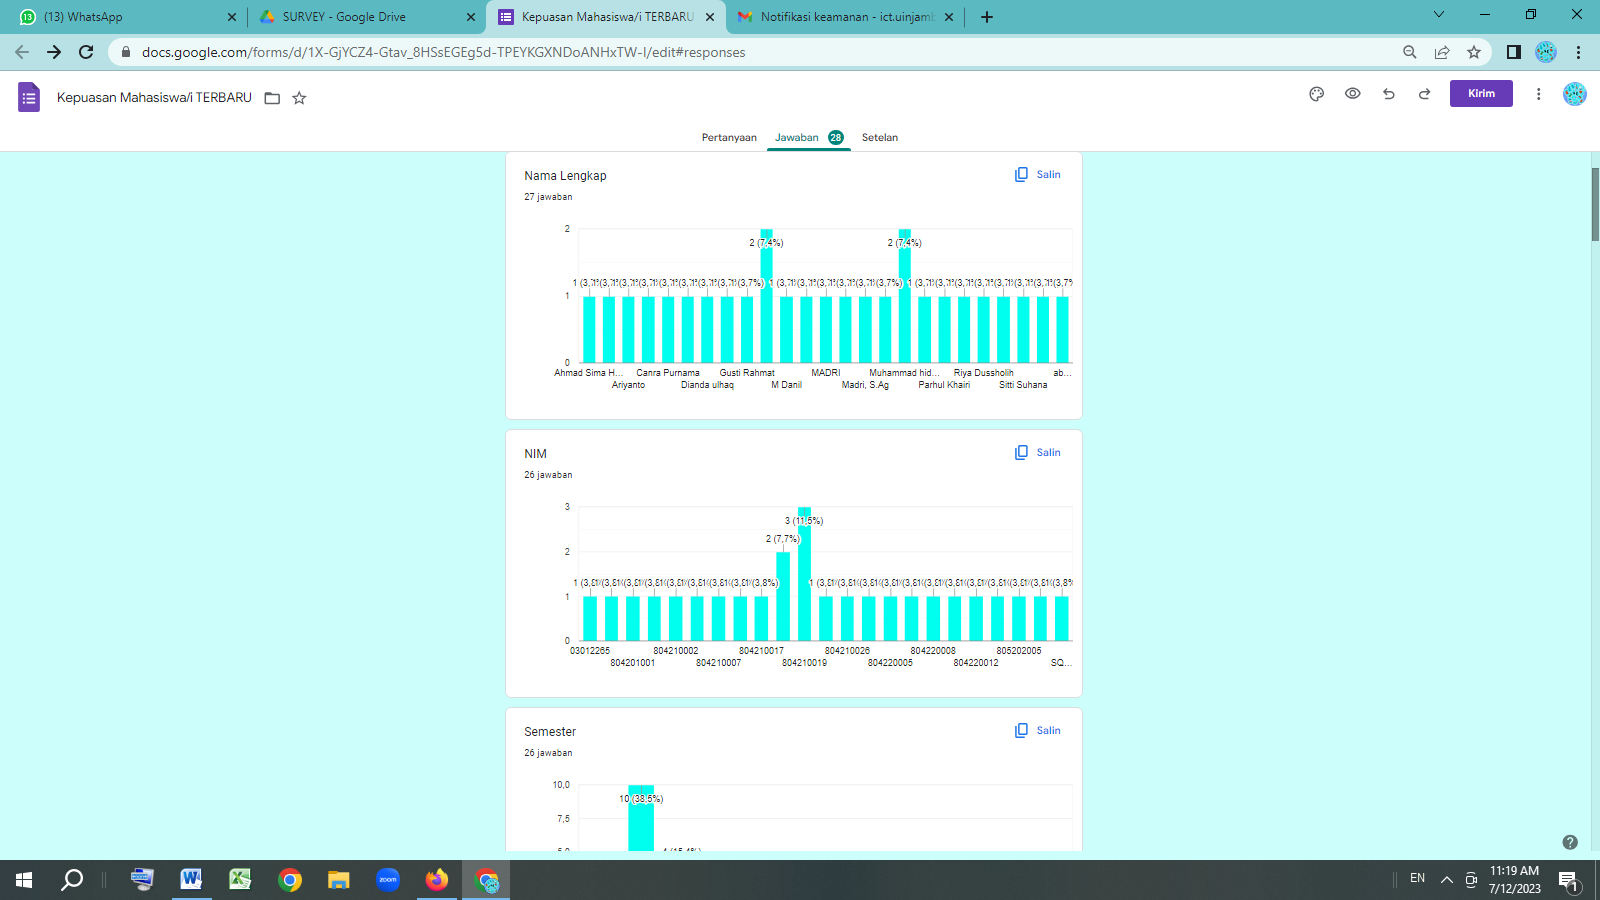 (13) WhatsApp
SURVEY - Google Drive
Kepuasan Mahasiswa/i TERBARU
Notifikasi keamanan - ict.uinjamb
docs.google.com/forms/d/1X-GjYCZ4-Gtav_8HSsEGEg5d-TPEYKGXNDoANHxTW-I/edit#responses
Kepuasan Mahasiswa/i TERBARU
Kirim
Pertanyaan
Jawaban 28
Setelan
Nama Lengkap
Salin
27 jawaban
2
2 (7,4%)
2 (7,4%)
1
0
Ahmad Sima H...
Canra Purnama
Gusti Rahmat
MADRI
Muhammad hid...
Riya Dussholih
ab...
Ariyanto
Dianda ulhaq
M Danil
Madri, S.Ag
Parhul Khairi
Sitti Suhana
NIM
Salin
26 jawaban
3
3 (11,5%)
2 (7,7%)
2
1
0
03012265
804210002
804210017
804210026
804220008
805202005
804201001
804210007
804210019
804220005
804220012
SQ...
Semester
Salin
26 jawaban
10,0
10 (38,5%)
7,5
EN
11:19 AM
7/12/2023
1
zoom